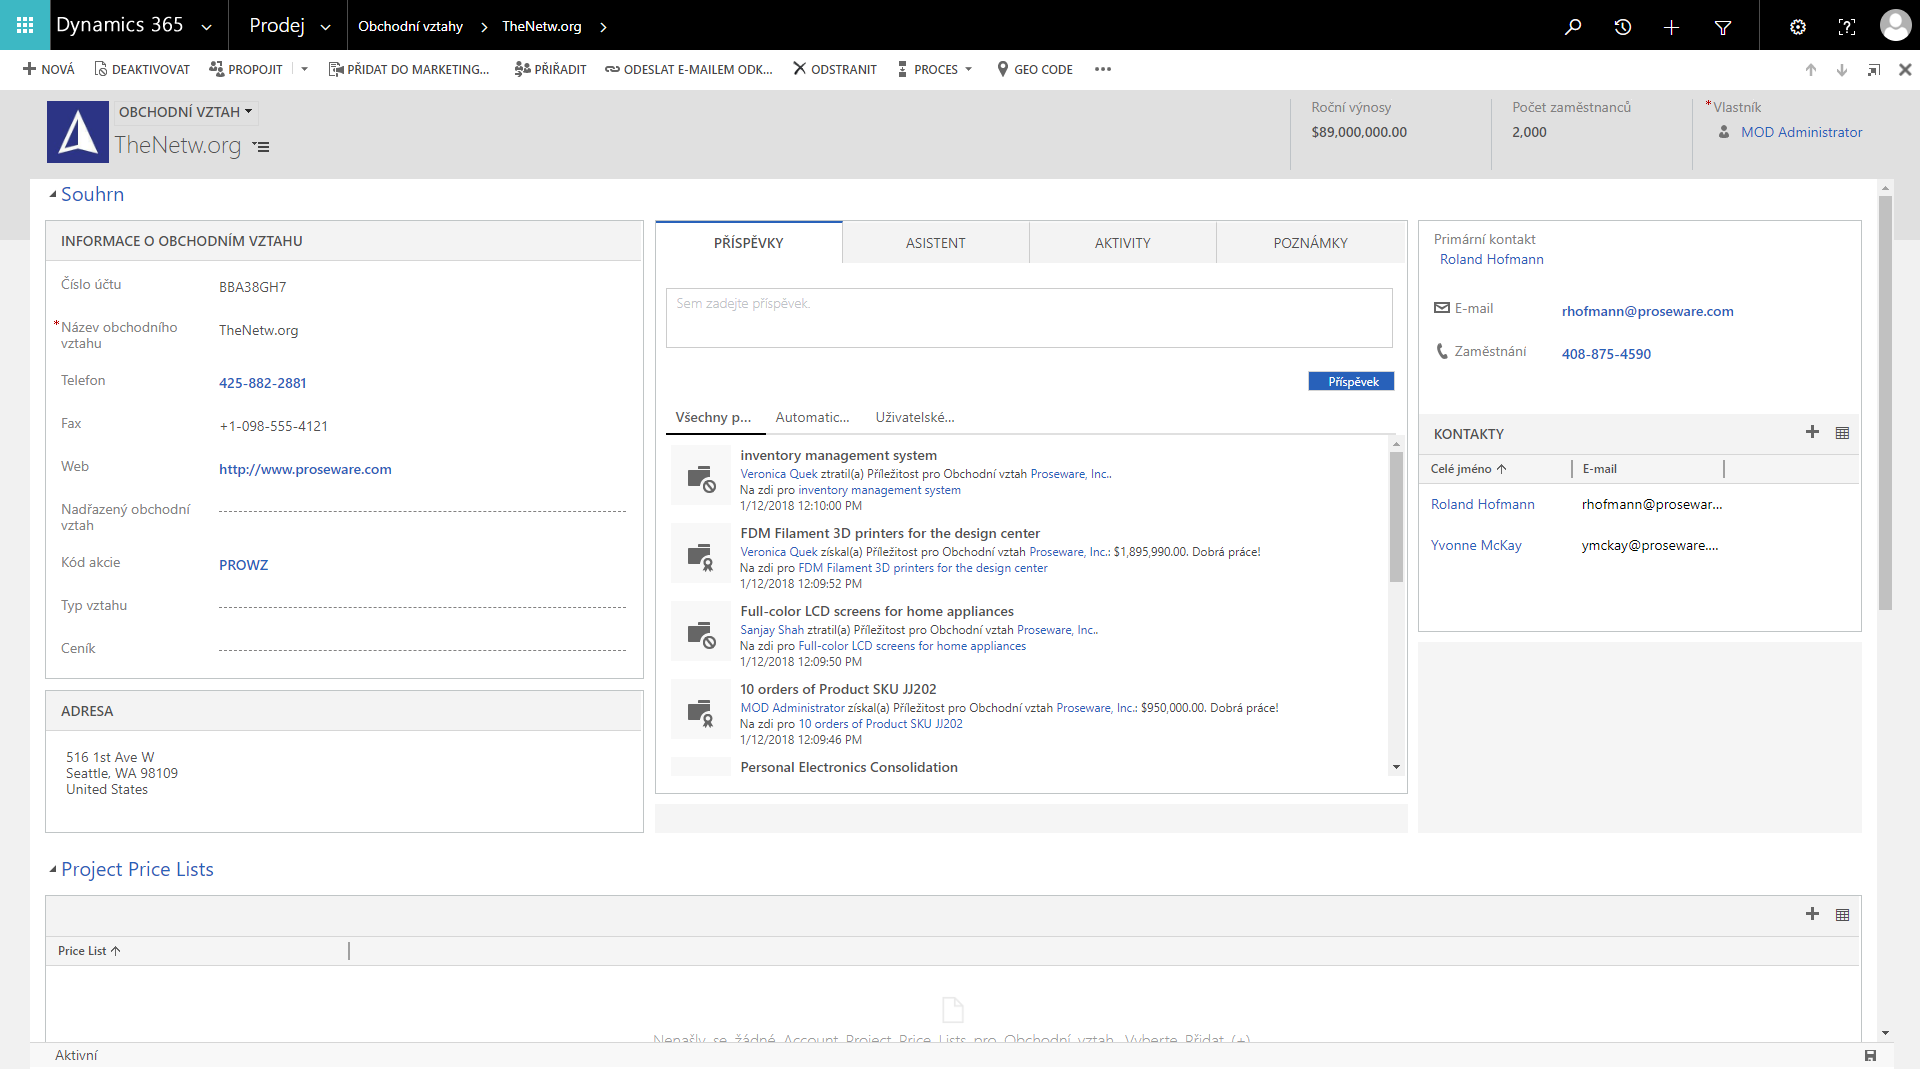 Dynamics 365 Prodej Obchodní vztahy TheNetw.org
NOVÁ DEAKTIVOVAT PROPOJIT PŘIDAT DO MARKETING... PŘIŘADIT ODESLAT E-MAILEM ODK... ODSTRANIT PROCES GEO CODE
OBCHODNÍ VZTAH
TheNetw.org
Roční výnosy
$89,000,000.00
Počet zaměstnanců
2,000
*Vlastník
MOD Administrator
Souhrn
INFORMACE O OBCHODNÍM VZTAHU
Číslo účtu BBA38GH7
*Název obchodního
vztahu
TheNetw.org
Telefon 425-882-2881
Fax +1-098-555-4121
Web http://www.proseware.com
Nadřazený obchodní
vztah
Kód akcie PROWZ
Typ vztahu
Ceník
ADRESA
516 1st Ave W
Seattle, WA 98109
United States
PŘÍSPĚVKY ASISTENT AKTIVITY POZNÁMKY
Sem zadejte příspěvek.
Příspěvek
Všechny p... Automatic... Uživatelské...
inventory management system
Veronica Quek ztratil(a) Příležitost pro Obchodní vztah Proseware, Inc..
Na zdi pro inventory management system
1/12/2018 12:10:00 PM
FDM Filament 3D printers for the design center
Veronica Quek získal(a) Příležitost pro Obchodní vztah Proseware, Inc.: $1,895,990.00. Dobrá práce!
Na zdi pro FDM Filament 3D printers for the design center
1/12/2018 12:09:52 PM
Full-color LCD screens for home appliances
Sanjay Shah ztratil(a) Příležitost pro Obchodní vztah Proseware, Inc..
Na zdi pro Full-color LCD screens for home appliances
1/12/2018 12:09:50 PM
10 orders of Product SKU JJ202
MOD Administrator získal(a) Příležitost pro Obchodní vztah Proseware, Inc.: $950,000.00. Dobrá práce!
Na zdi pro 10 orders of Product SKU JJ202
1/12/2018 12:09:46 PM
Personal Electronics Consolidation
Primární kontakt
Roland Hofmann
E-mail rhofmann@proseware.com
Zaměstnání 408-875-4590
KONTAKTY
Celé jméno E-mail
Roland Hofmann rhofmann@prosewar...
Yvonne McKay ymckay@proseware....
Project Price Lists
Price List
Nenašly se žádné Account Project Price Lists pro Obchodní vztah. Vyberte Přidat (+)
Aktivní